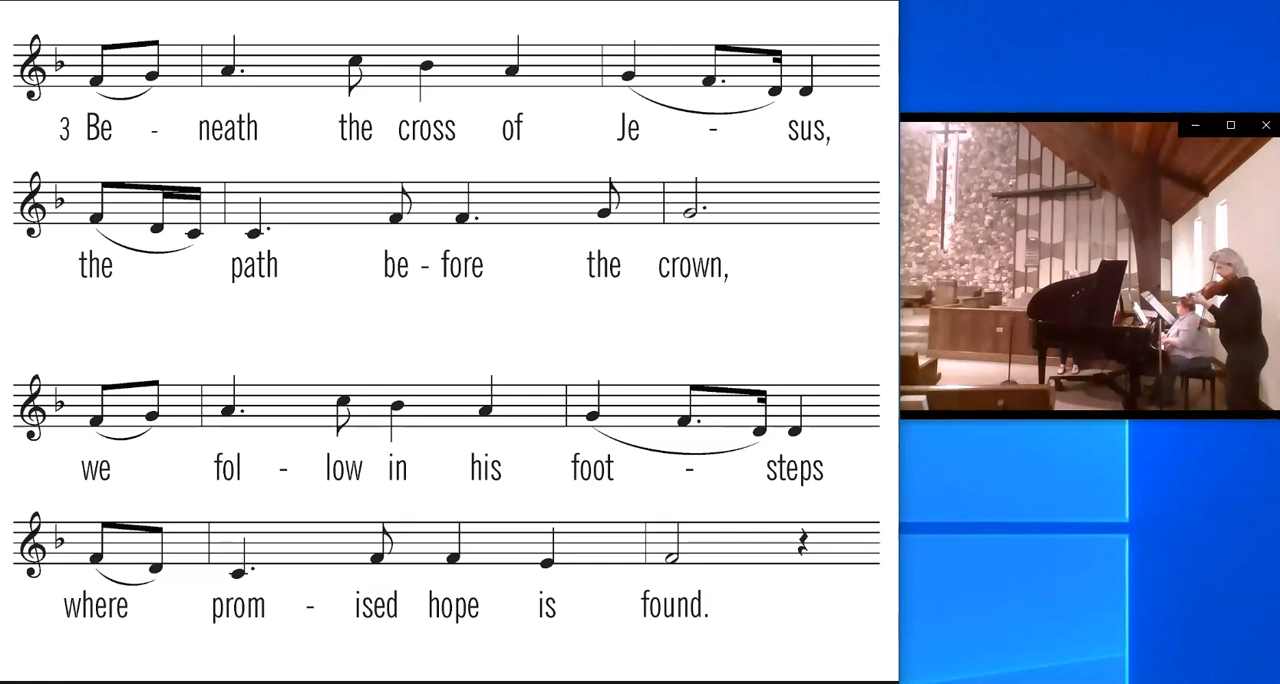 3 Be - neath the cross of Je - sus,
the path be - fore the crown,
we fol - low in his foot - steps
where prom - ised hope is found.